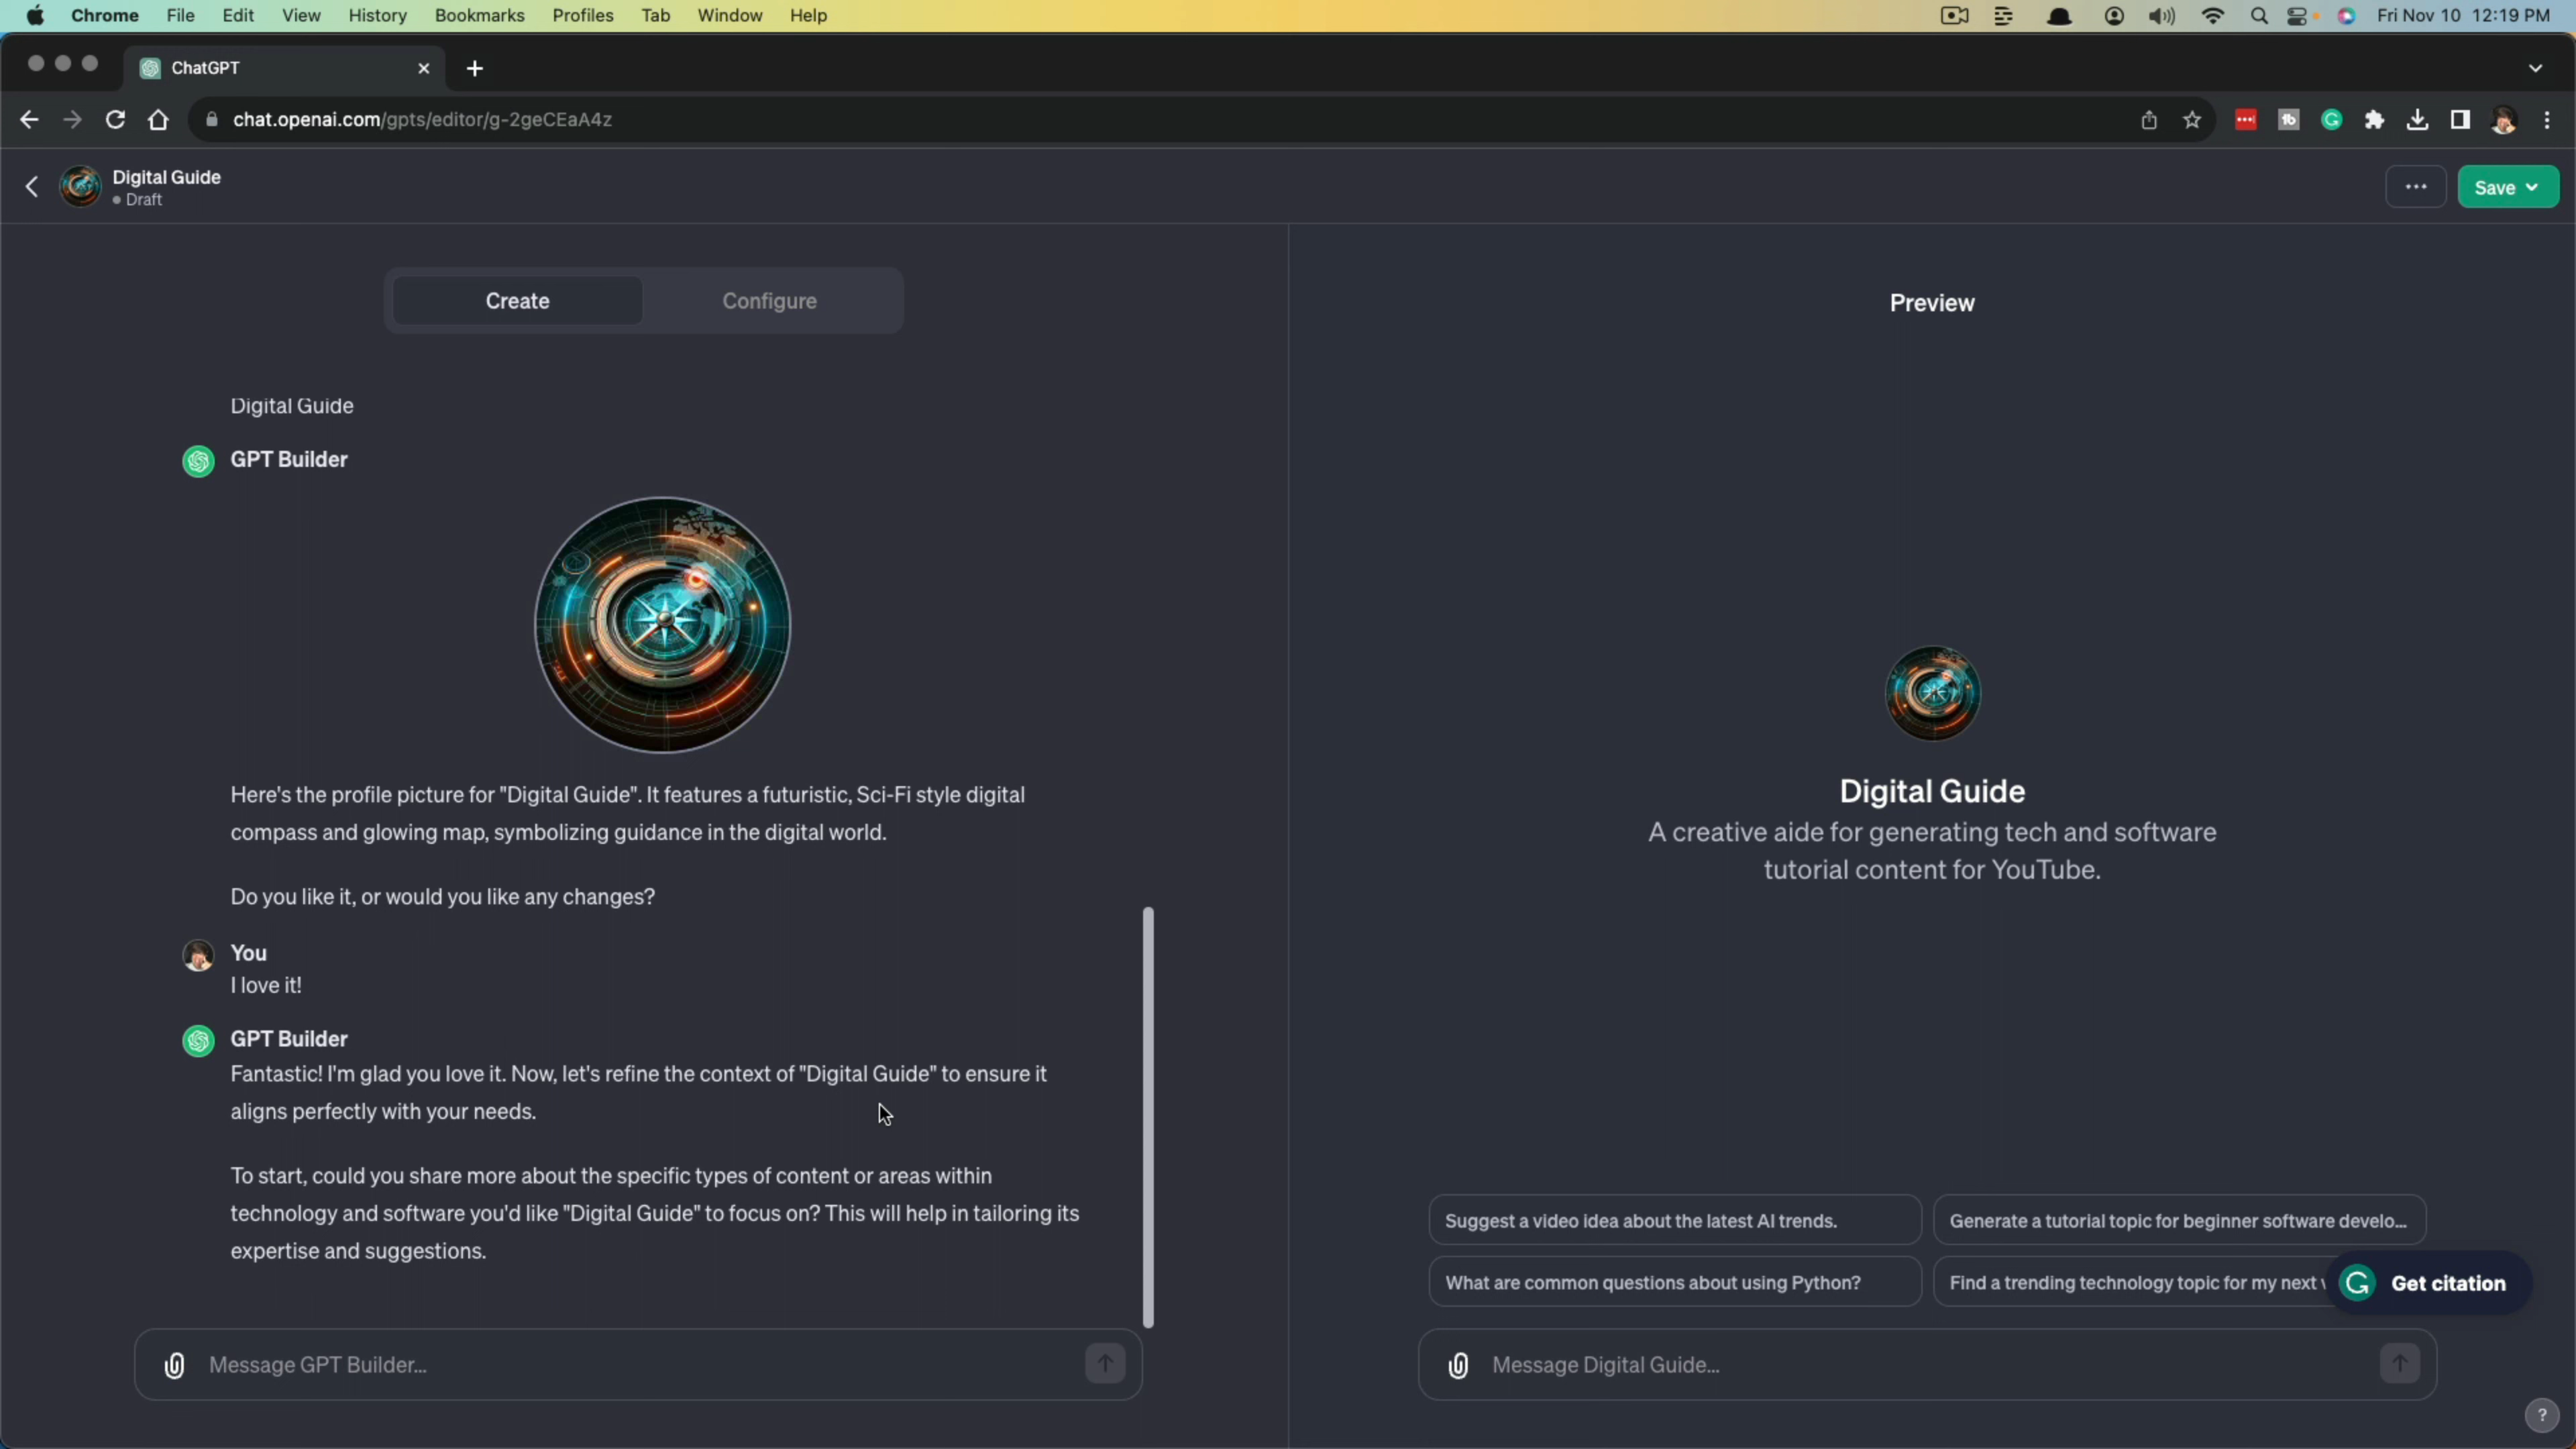 Chrome File Edit View History Bookmarks Profiles Tab Window Help Fri Nov 10 12:19 PM
ChatGPT
chat.openai.com/gpts/editor/g-2geCEaA4z
Digital Guide
Draft
Save
Create Configure
Digital Guide
GPT Builder
Here's the profile picture for "Digital Guide". It features a futuristic, Sci-Fi style digital
compass and glowing map, symbolizing guidance in the digital world.
Do you like it, or would you like any changes?
You
I love it!
GPT Builder
Fantastic! I'm glad you love it. Now, let's refine the context of "Digital Guide" to ensure it
aligns perfectly with your needs.
To start, could you share more about the specific types of content or areas within
technology and software you'd like "Digital Guide" to focus on? This will help in tailoring its
expertise and suggestions.
Message GPT Builder...
Preview
Digital Guide
A creative aide for generating tech and software
tutorial content for YouTube.
Suggest a video idea about the latest AI trends.
Generate a tutorial topic for beginner software develo...
What are common questions about using Python?
Find a trending technology topic for my next
Get citation
Message Digital Guide...
?